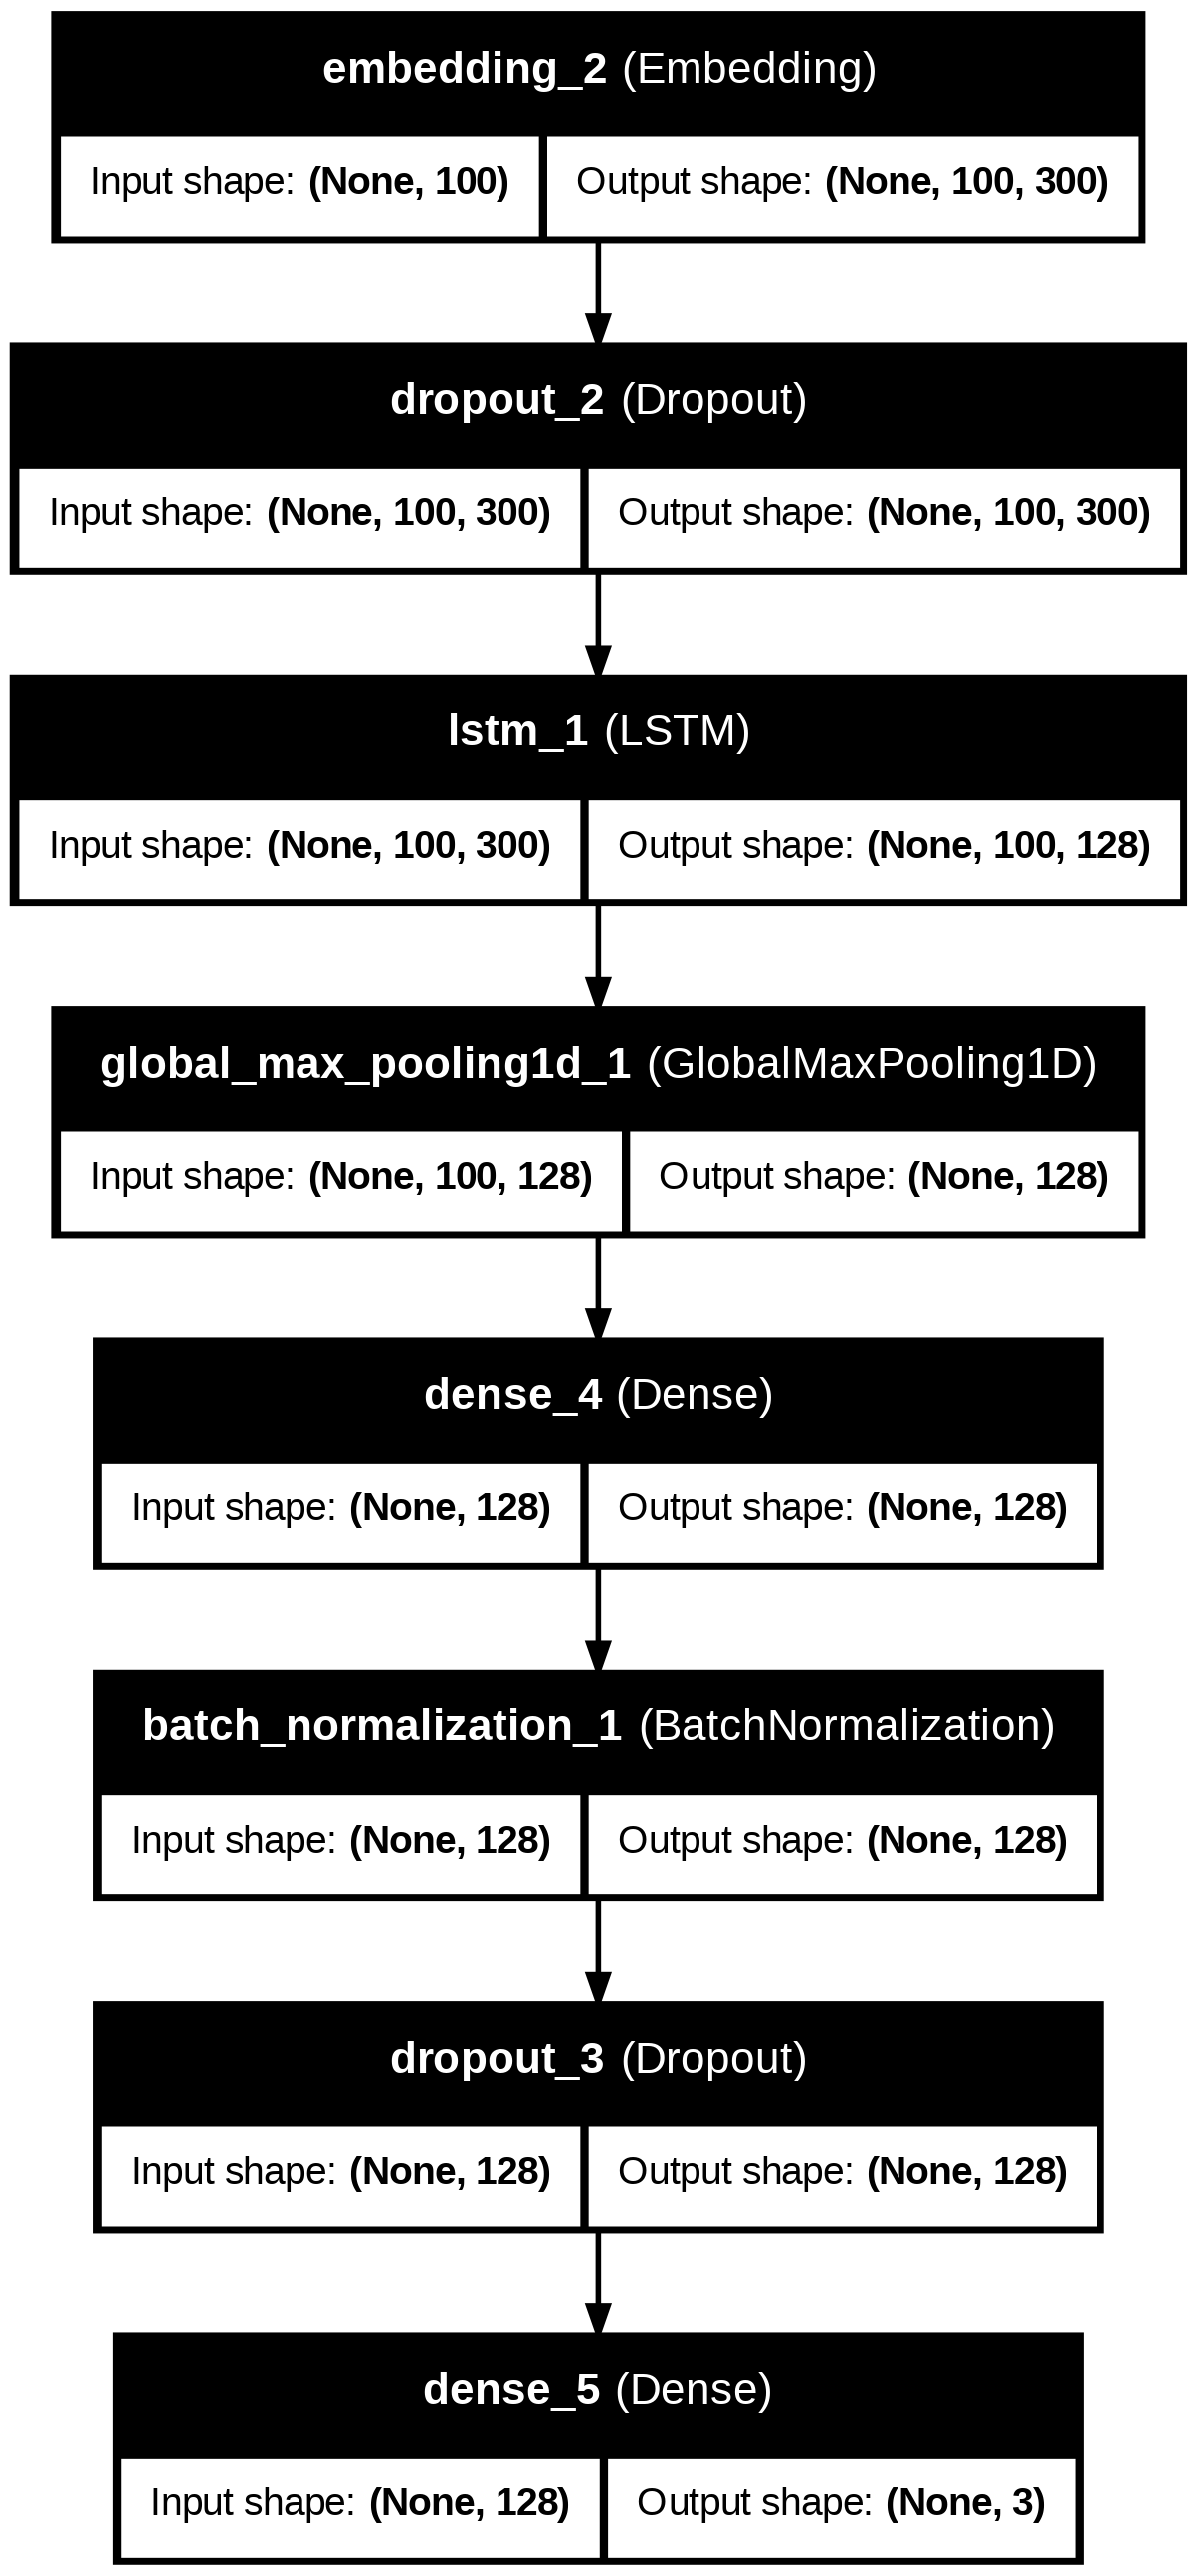 embedding_2 (Embedding)
Input shape: (None, 100) Output shape: (None, 100, 300)
dropout_2 (Dropout)
Input shape: (None, 100, 300) Output shape: (None, 100, 300)
lstm_1 (LSTM)
Input shape: (None, 100, 300) Output shape: (None, 100, 128)
global_max_pooling1d_1 (GlobalMaxPooling1D)
Input shape: (None, 100, 128) Output shape: (None, 128)
dense_4 (Dense)
Input shape: (None, 128) Output shape: (None, 128)
batch_normalization_1 (BatchNormalization)
Input shape: (None, 128) Output shape: (None, 128)
dropout_3 (Dropout)
Input shape: (None, 128) Output shape: (None, 128)
dense_5 (Dense)
Input shape: (None, 128) Output shape: (None, 3)